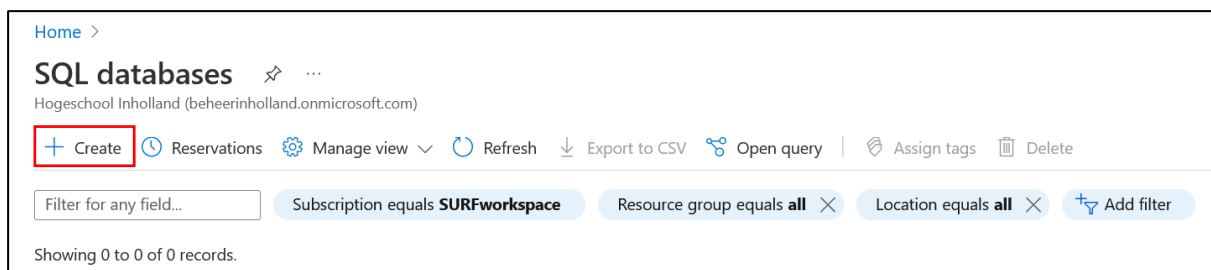 Home >
SQL databases ...
Hogeschool Inholland (beheerinholland.onmicrosoft.com)
+ Create Reservations Manage view Refresh Export to CSV Open query Assign tags Delete
Filter for any field... Subscription equals SURFworkspace Resource group equals all Location equals all Add filter
Showing 0 to 0 of 0 records.